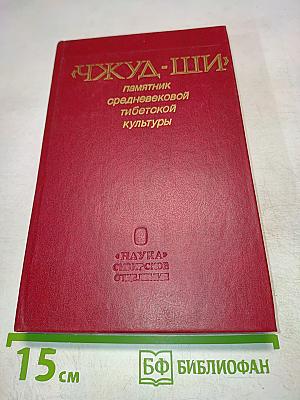 «ЧЖУД-ШИ»
памятник
средневековой
тибетской
культуры
«НАУКА»
СИБИРСКОЕ
ОТДЕЛЕНИЕ
15 см
БФ БИБЛИОФАН